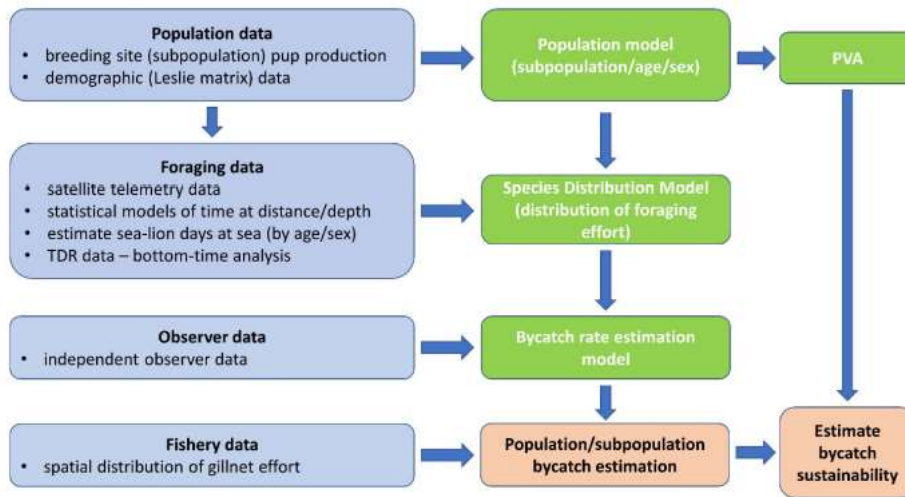 Population data
• breeding site (subpopulation) pup production
• demographic (Leslie matrix) data
Population model
(subpopulation/age/sex)
PVA
Foraging data
• satellite telemetry data
• statistical models of time at distance/depth
• estimate sea-lion days at sea (by age/sex)
• TDR data – bottom-time analysis
Species Distribution Model
(distribution of foraging
effort)
Observer data
• independent observer data
Bycatch rate estimation
model
Fishery data
• spatial distribution of gillnet effort
Population/subpopulation
bycatch estimation
Estimate
bycatch
sustainability